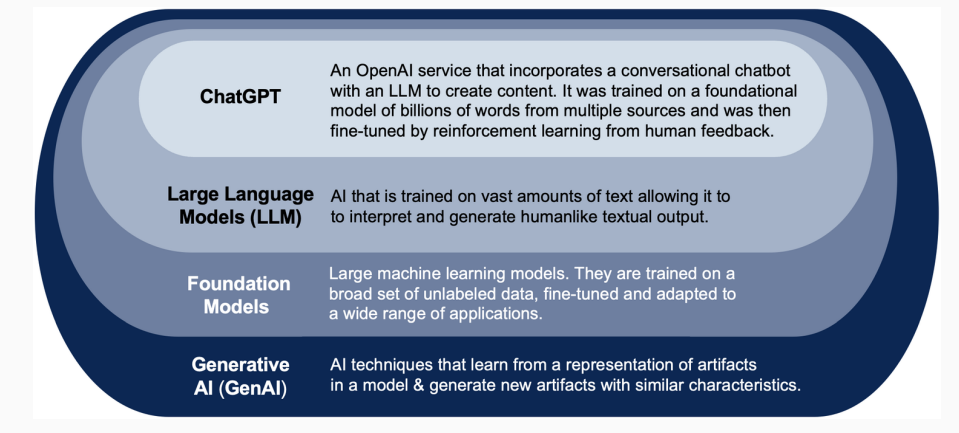 ChatGPT
An OpenAI service that incorporates a conversational chatbot
with an LLM to create content. It was trained on a foundational
model of billions of words from multiple sources and was then
fine-tuned by reinforcement learning from human feedback.
Large Language
Models (LLM)
AI that is trained on vast amounts of text allowing it to
to interpret and generate humanlike textual output.
Foundation
Models
Large machine learning models. They are trained on a
broad set of unlabeled data, fine-tuned and adapted to
a wide range of applications.
Generative
AI (GenAI)
AI techniques that learn from a representation of artifacts
in a model & generate new artifacts with similar characteristics.